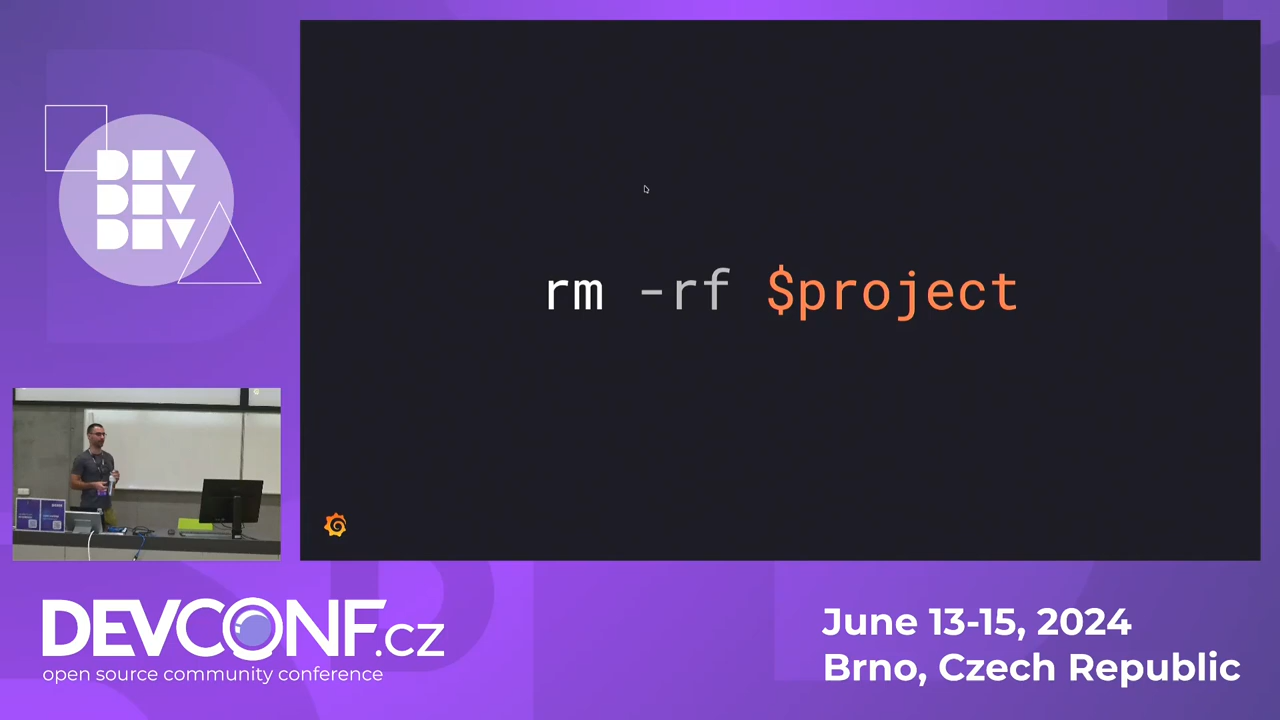 DEV
DEV
DEV
rm -rf $project
DEVCONF.cz
open source community conference
June 13-15, 2024
Brno, Czech Republic